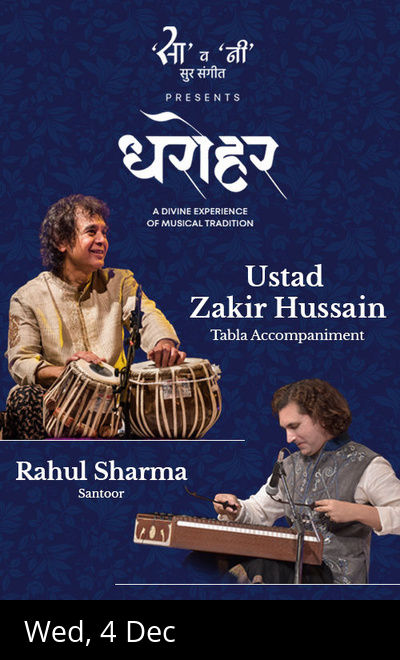 ‘सा’ व ‘नी’
सुर संगीत
PRESENTS
धरोहर
A DIVINE EXPERIENCE
OF MUSICAL TRADITION
Ustad
Zakir Hussain
Tabla Accompaniment
Rahul Sharma
Santoor
Wed, 4 Dec